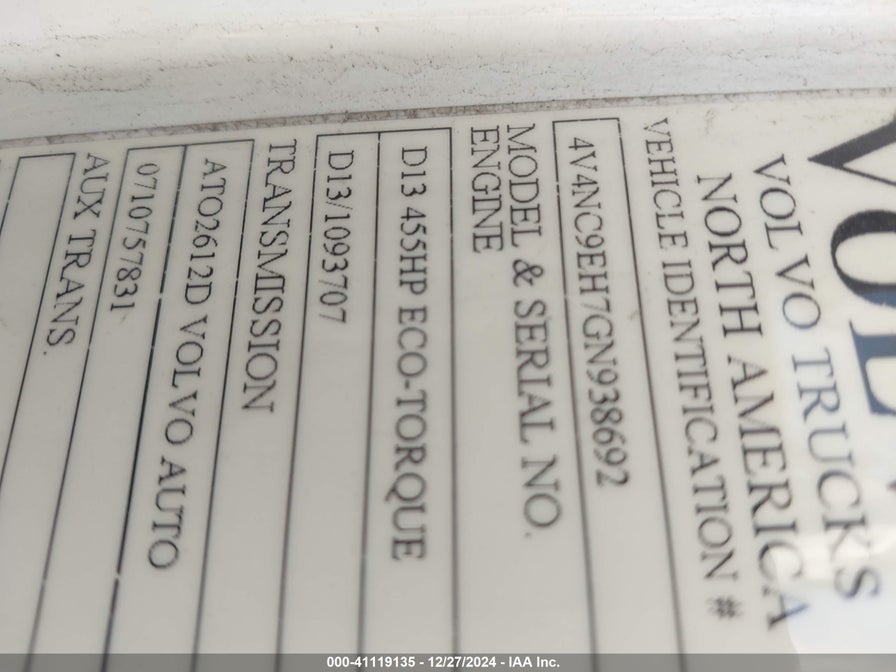 VOL
VOLVO TRUCKS
NORTH AMERICA
VEHICLE IDENTIFICATION #
4V4NC9EH7GN938692
MODEL & SERIAL NO.
ENGINE
D13 455HP ECO-TORQUE
D13/1093707
TRANSMISSION
ATO2612D VOLVO AUTO
0710757831
AUX TRANS.
000-41119135 - 12/27/2024 - IAA Inc.